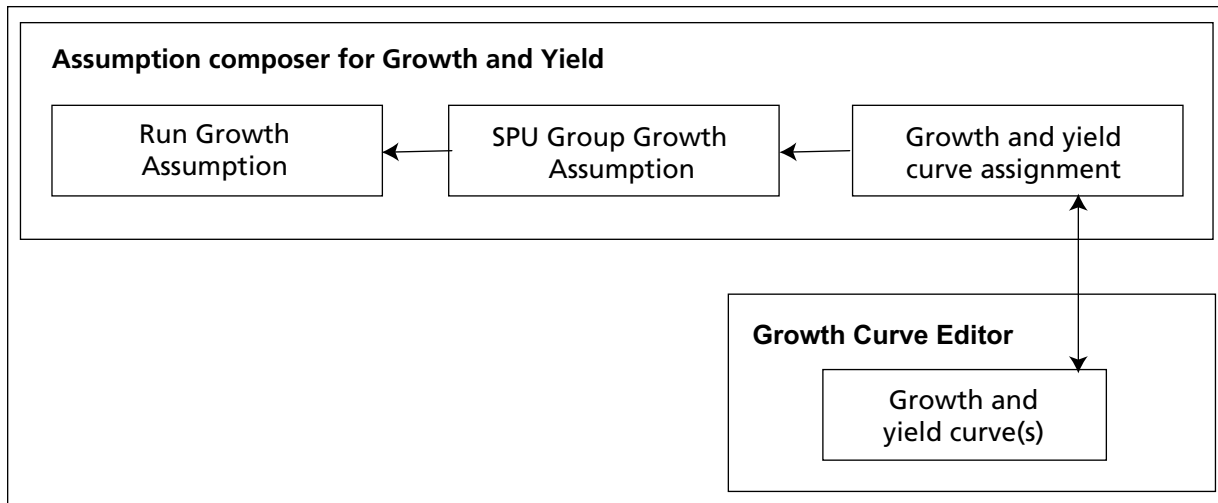 Assumption composer for Growth and Yield
Run Growth
Assumption
SPU Group Growth
Assumption
Growth and yield
curve assignment
Growth Curve Editor
Growth and
yield curve(s)